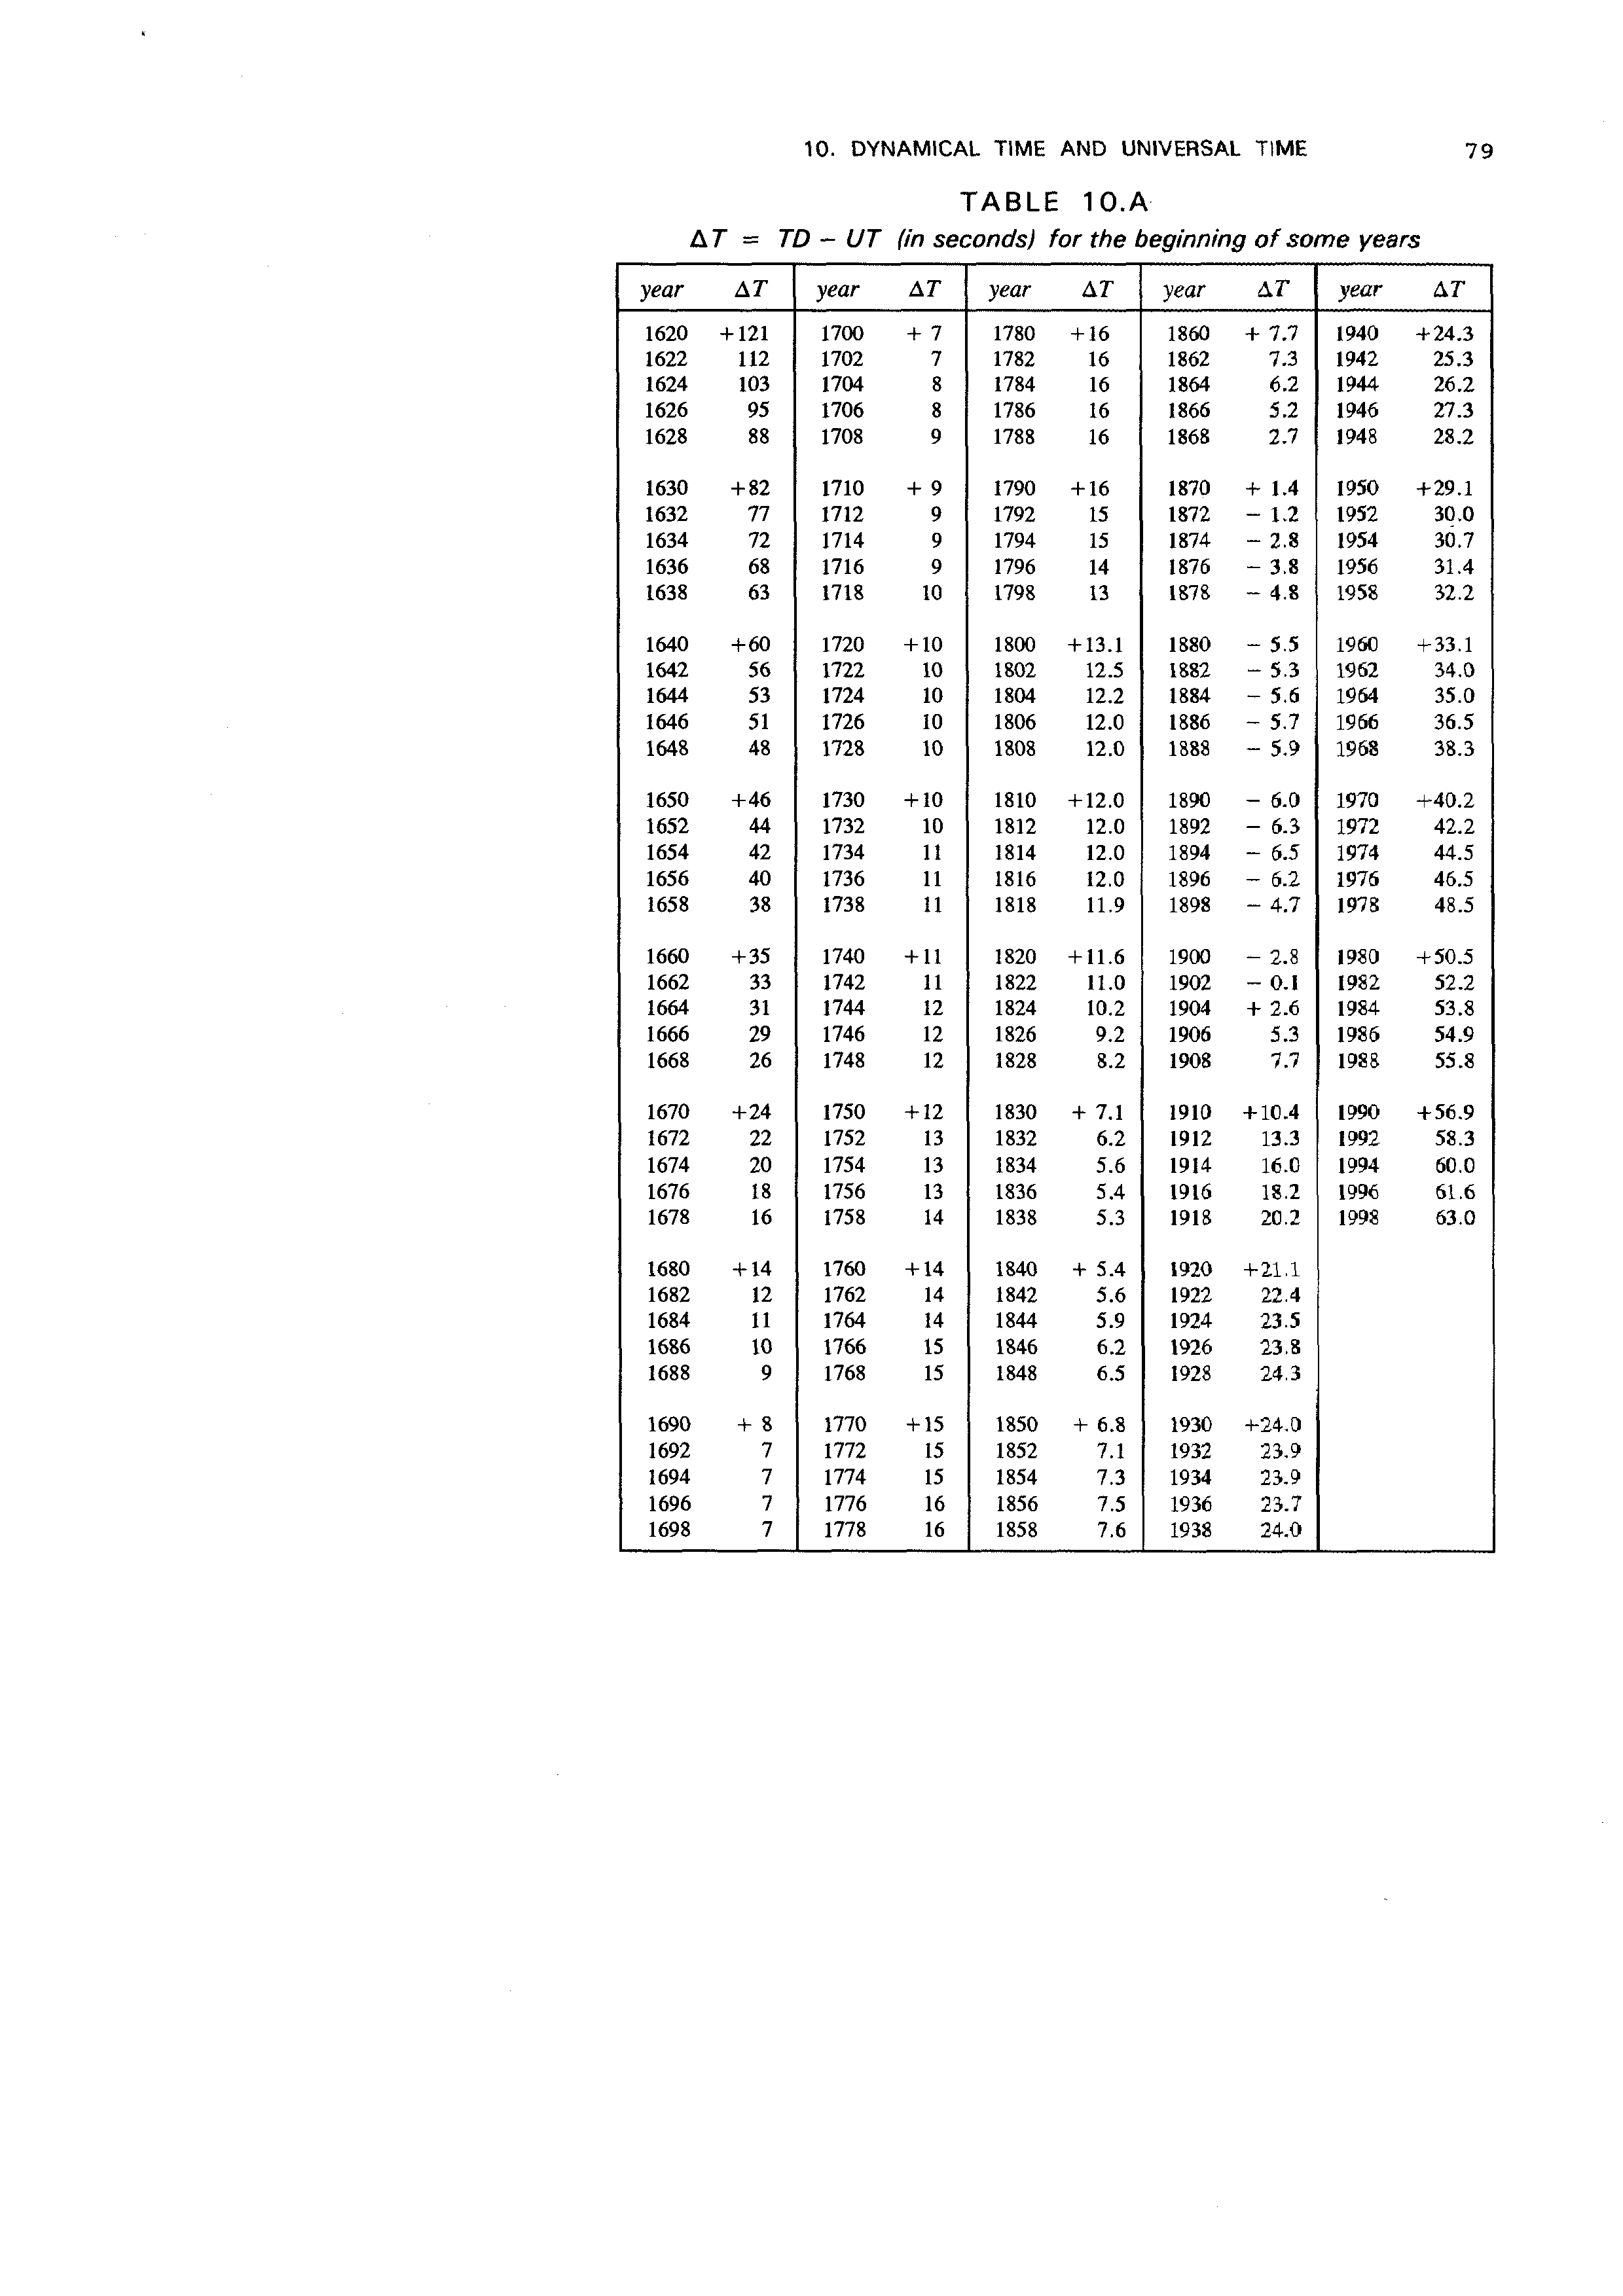 10. DYNAMICAL TIME AND UNIVERSAL TIME 79
TABLE 10.A
ΔT = TD − UT (in seconds) for the beginning of some years
year ΔT year ΔT year ΔT year ΔT year ΔT
1620 +121 1700 + 7 1780 +16 1860 + 7.7 1940 +24.3
1622 112 1702 7 1782 16 1862 7.3 1942 25.3
1624 103 1704 8 1784 16 1864 6.2 1944 26.2
1626 95 1706 8 1786 16 1866 5.2 1946 27.3
1628 88 1708 9 1788 16 1868 2.7 1948 28.2
1630 +82 1710 + 9 1790 +16 1870 + 1.4 1950 +29.1
1632 77 1712 9 1792 15 1872 − 1.2 1952 30.0
1634 72 1714 9 1794 15 1874 − 2.8 1954 30.7
1636 68 1716 9 1796 14 1876 − 3.8 1956 31.4
1638 63 1718 10 1798 13 1878 − 4.8 1958 32.2
1640 +60 1720 +10 1800 +13.1 1880 − 5.5 1960 +33.1
1642 56 1722 10 1802 12.5 1882 − 5.3 1962 34.0
1644 53 1724 10 1804 12.2 1884 − 5.6 1964 35.0
1646 51 1726 10 1806 12.0 1886 − 5.7 1966 36.5
1648 48 1728 10 1808 12.0 1888 − 5.9 1968 38.3
1650 +46 1730 +10 1810 +12.0 1890 − 6.0 1970 +40.2
1652 44 1732 10 1812 12.0 1892 − 6.3 1972 42.2
1654 42 1734 11 1814 12.0 1894 − 6.5 1974 44.5
1656 40 1736 11 1816 12.0 1896 − 6.2 1976 46.5
1658 38 1738 11 1818 11.9 1898 − 4.7 1978 48.5
1660 +35 1740 +11 1820 +11.6 1900 − 2.8 1980 +50.5
1662 33 1742 11 1822 11.0 1902 − 0.1 1982 52.2
1664 31 1744 12 1824 10.2 1904 + 2.6 1984 53.8
1666 29 1746 12 1826 9.2 1906 5.3 1986 54.9
1668 26 1748 12 1828 8.2 1908 7.7 1988 55.8
1670 +24 1750 +12 1830 + 7.1 1910 +10.4 1990 +56.9
1672 22 1752 13 1832 6.2 1912 13.3 1992 58.3
1674 20 1754 13 1834 5.6 1914 16.0 1994 60.0
1676 18 1756 13 1836 5.4 1916 18.2 1996 61.6
1678 16 1758 14 1838 5.3 1918 20.2 1998 63.0
1680 +14 1760 +14 1840 + 5.4 1920 +21.1
1682 12 1762 14 1842 5.6 1922 22.4
1684 11 1764 14 1844 5.9 1924 23.5
1686 10 1766 15 1846 6.2 1926 23.8
1688 9 1768 15 1848 6.5 1928 24.3
1690 + 8 1770 +15 1850 + 6.8 1930 +24.0
1692 7 1772 15 1852 7.1 1932 23.9
1694 7 1774 15 1854 7.3 1934 23.9
1696 7 1776 16 1856 7.5 1936 23.7
1698 7 1778 16 1858 7.6 1938 24.0